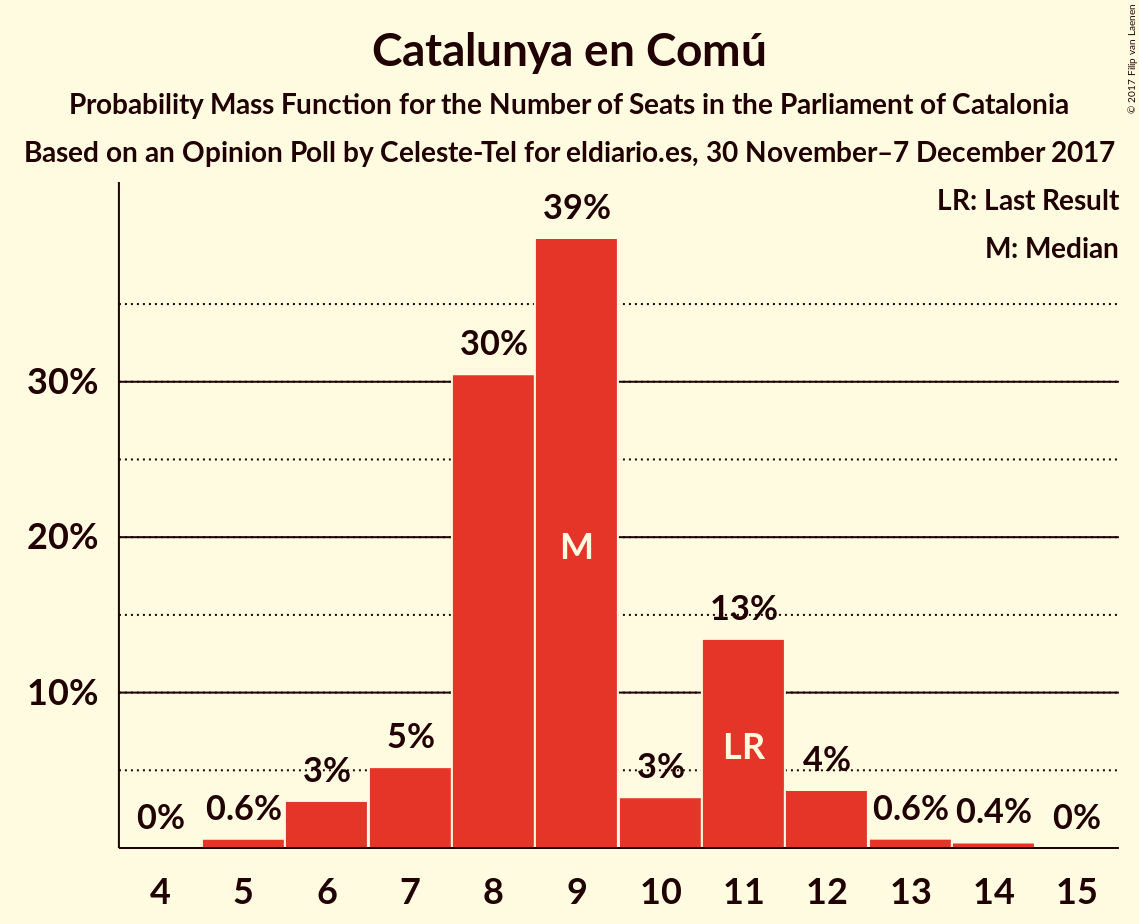 Catalunya en Comú
Probability Mass Function for the Number of Seats in the Parliament of Catalonia
Based on an Opinion Poll by Celeste-Tel for eldiario.es, 30 November–7 December 2017
© 2017 Filip van Laenen
LR: Last Result
M: Median
39%
30%
30%
20%
M
13%
10%
LR
5%
3%
3%
4%
0%
0.6%
0.6%
0.4%
0%
4 5 6 7 8 9 10 11 12 13 14 15